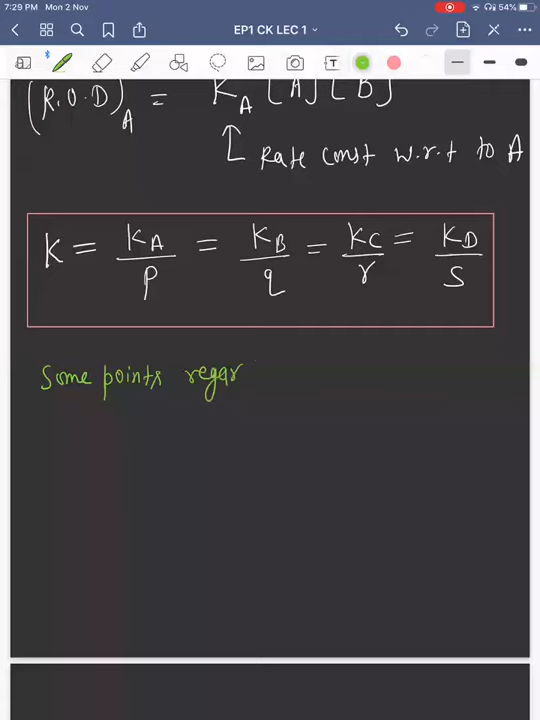 7:29 PM Mon 2 Nov
54%
EP1 CK LEC 1
T
(R.O.D)A = KA [A] [B]
Rate const w.r.t to A
K = KA/p = KB/q = KC/r = KD/s
Some points regar